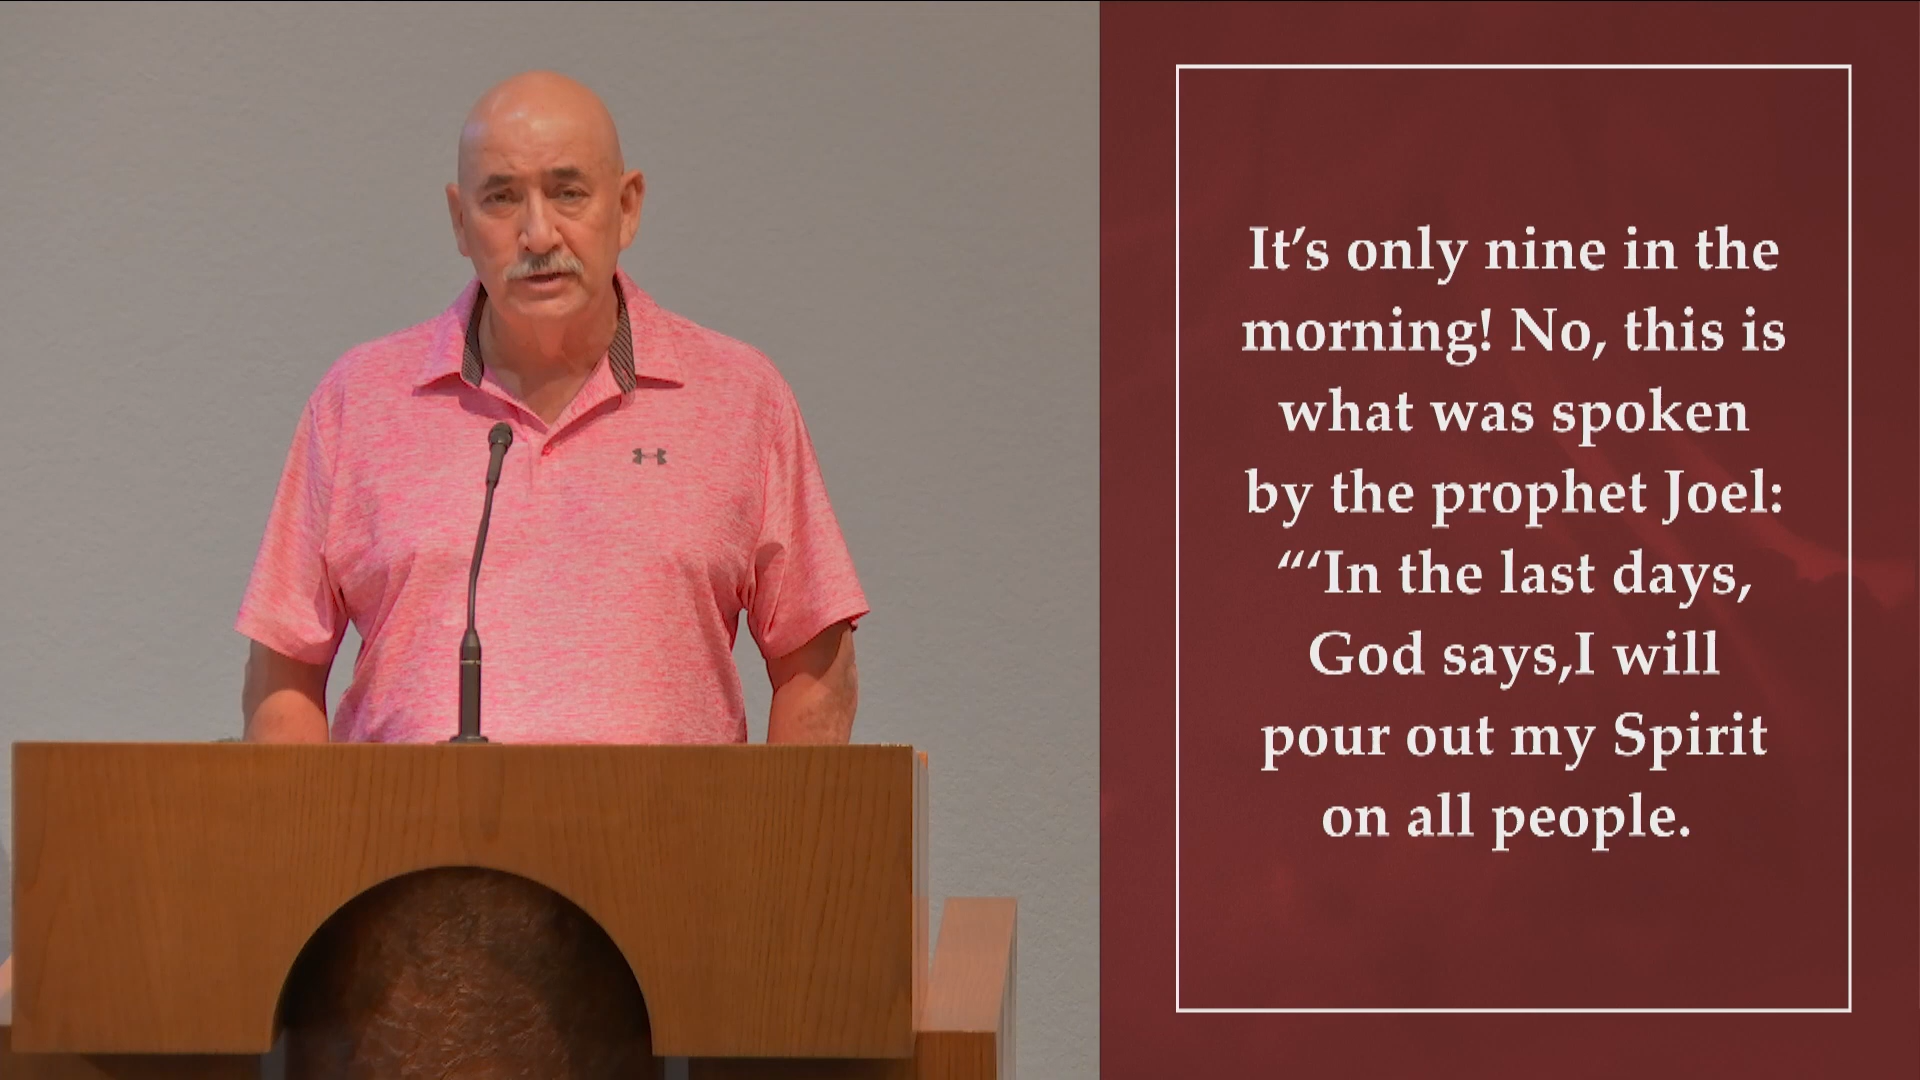 It’s only nine in the
morning! No, this is
what was spoken
by the prophet Joel:
“‘In the last days,
God says,I will
pour out my Spirit
on all people.